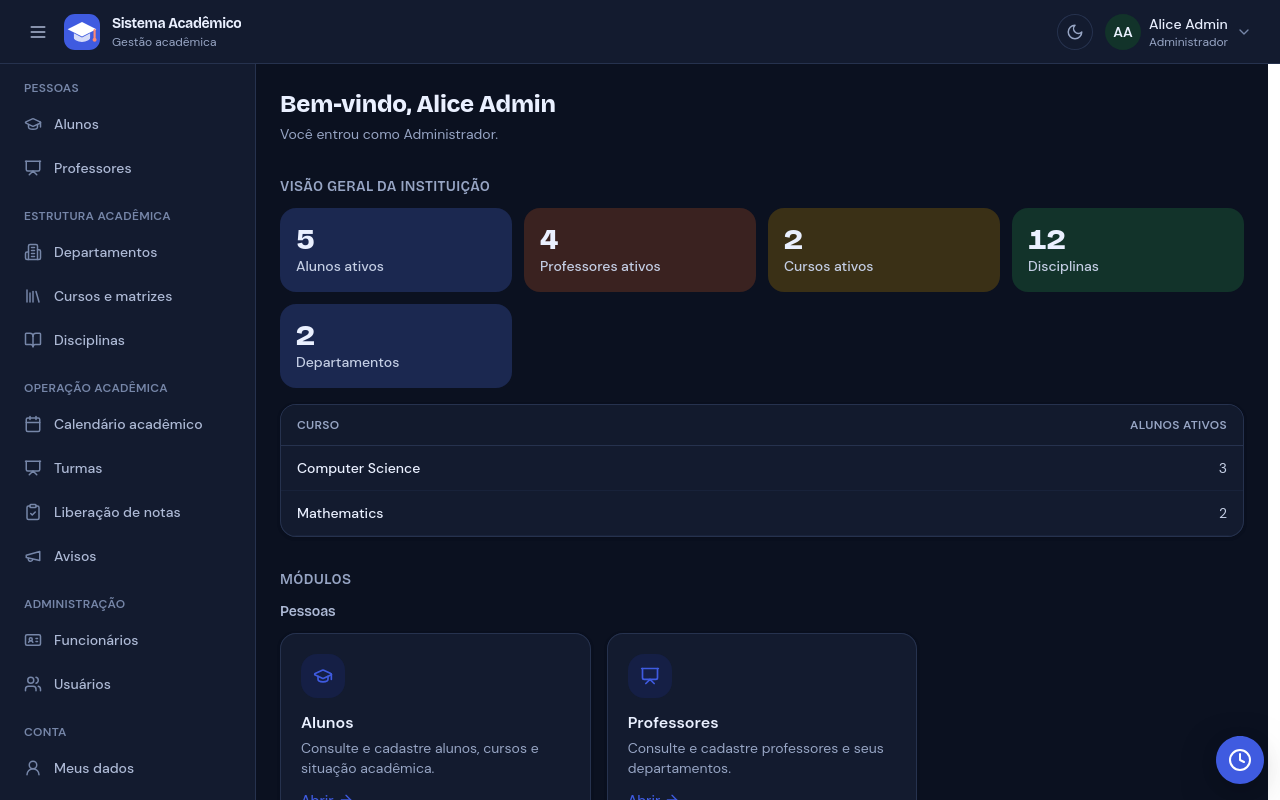 Sistema Acadêmico
Gestão acadêmica
AA
Alice Admin
Administrador
PESSOAS
Alunos
Professores
ESTRUTURA ACADÊMICA
Departamentos
Cursos e matrizes
Disciplinas
OPERAÇÃO ACADÊMICA
Calendário acadêmico
Turmas
Liberação de notas
Avisos
ADMINISTRAÇÃO
Funcionários
Usuários
CONTA
Meus dados
Bem-vindo, Alice Admin
Você entrou como Administrador.
VISÃO GERAL DA INSTITUIÇÃO
5
Alunos ativos
4
Professores ativos
2
Cursos ativos
12
Disciplinas
2
Departamentos
CURSO ALUNOS ATIVOS
Computer Science 3
Mathematics 2
MÓDULOS
Pessoas
Alunos
Consulte e cadastre alunos, cursos e
situação acadêmica.
Abrir →
Professores
Consulte e cadastre professores e seus
departamentos.
Abrir →